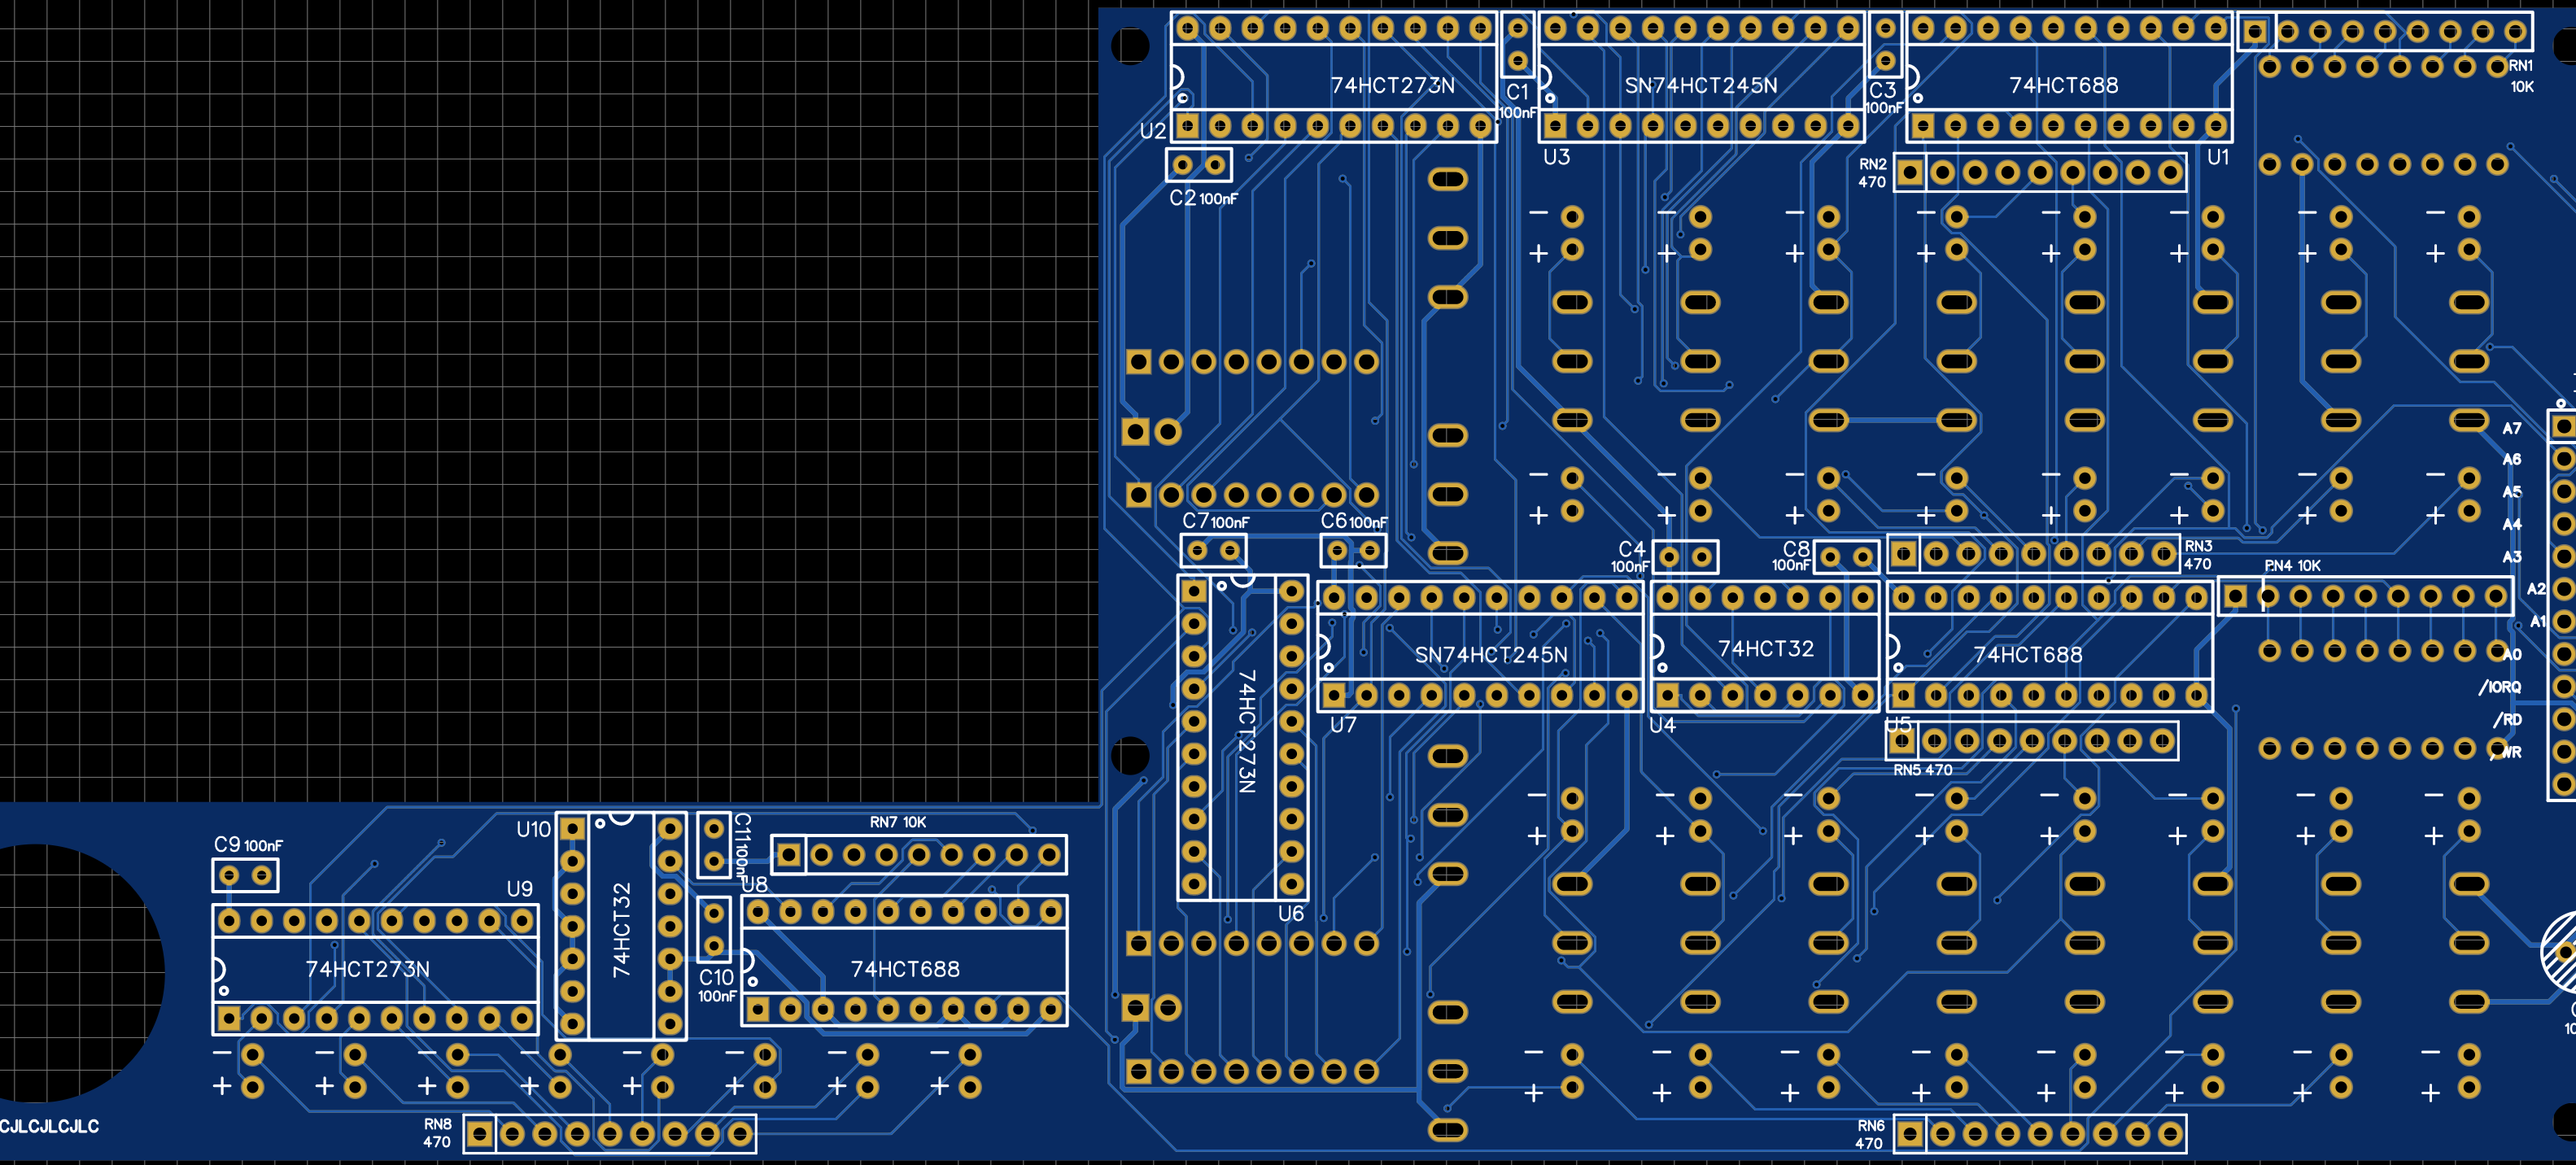 74HCT273N
C1
100nF
SN74HCT245N
C3
100nF
74HCT688
RN1
10K
U2
U3
U1
C2 100nF
RN2
470
− − − − − − − −
+ + + + + + + +
A7
A6
− − − − − − − −
A5
+ + + + + + + +
C7 100nF
C6 100nF
A4
C4
100nF
C8
100nF
RN3
470
A3
RN4 10K
A2
A1
74HCT273N
SN74HCT245N
74HCT32
74HCT688
A0
/IORQ
U7
U4
U5
/RD
/WR
RN5 470
− − − − − − − −
+ + + + + + + +
U10
C11 100nF
RN7 10K
C9 100nF
U9
U8
U6
74HCT273N
74HCT32
C10
100nF
74HCT688
− − − − − − − −
+ + + + + + + +
− − − − − − − −
+ + + + + + + +
CJLCJLCJLC
RN8
470
RN6
470